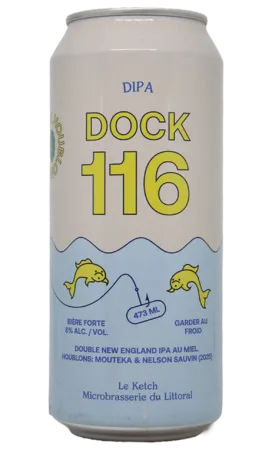 DIPA
DOCK
116
473 ML
BIÈRE FORTE
8% ALC. / VOL.
GARDER AU
FROID
DOUBLE NEW ENGLAND IPA AU MIEL
HOUBLONS: MOUTEKA & NELSON SAUVIN (2025)
Le Ketch
Microbrasserie du Littoral